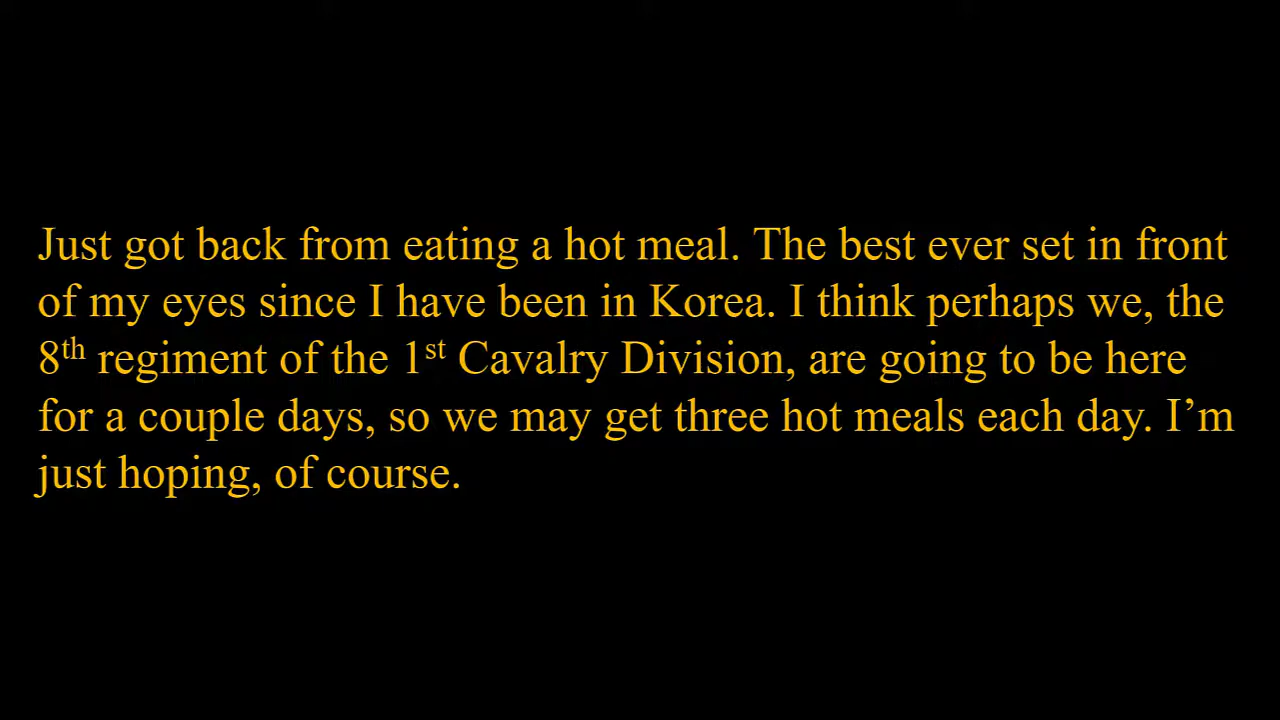 Just got back from eating a hot meal. The best ever set in front
of my eyes since I have been in Korea. I think perhaps we, the
8th regiment of the 1st Cavalry Division, are going to be here
for a couple days, so we may get three hot meals each day. I’m
just hoping, of course.